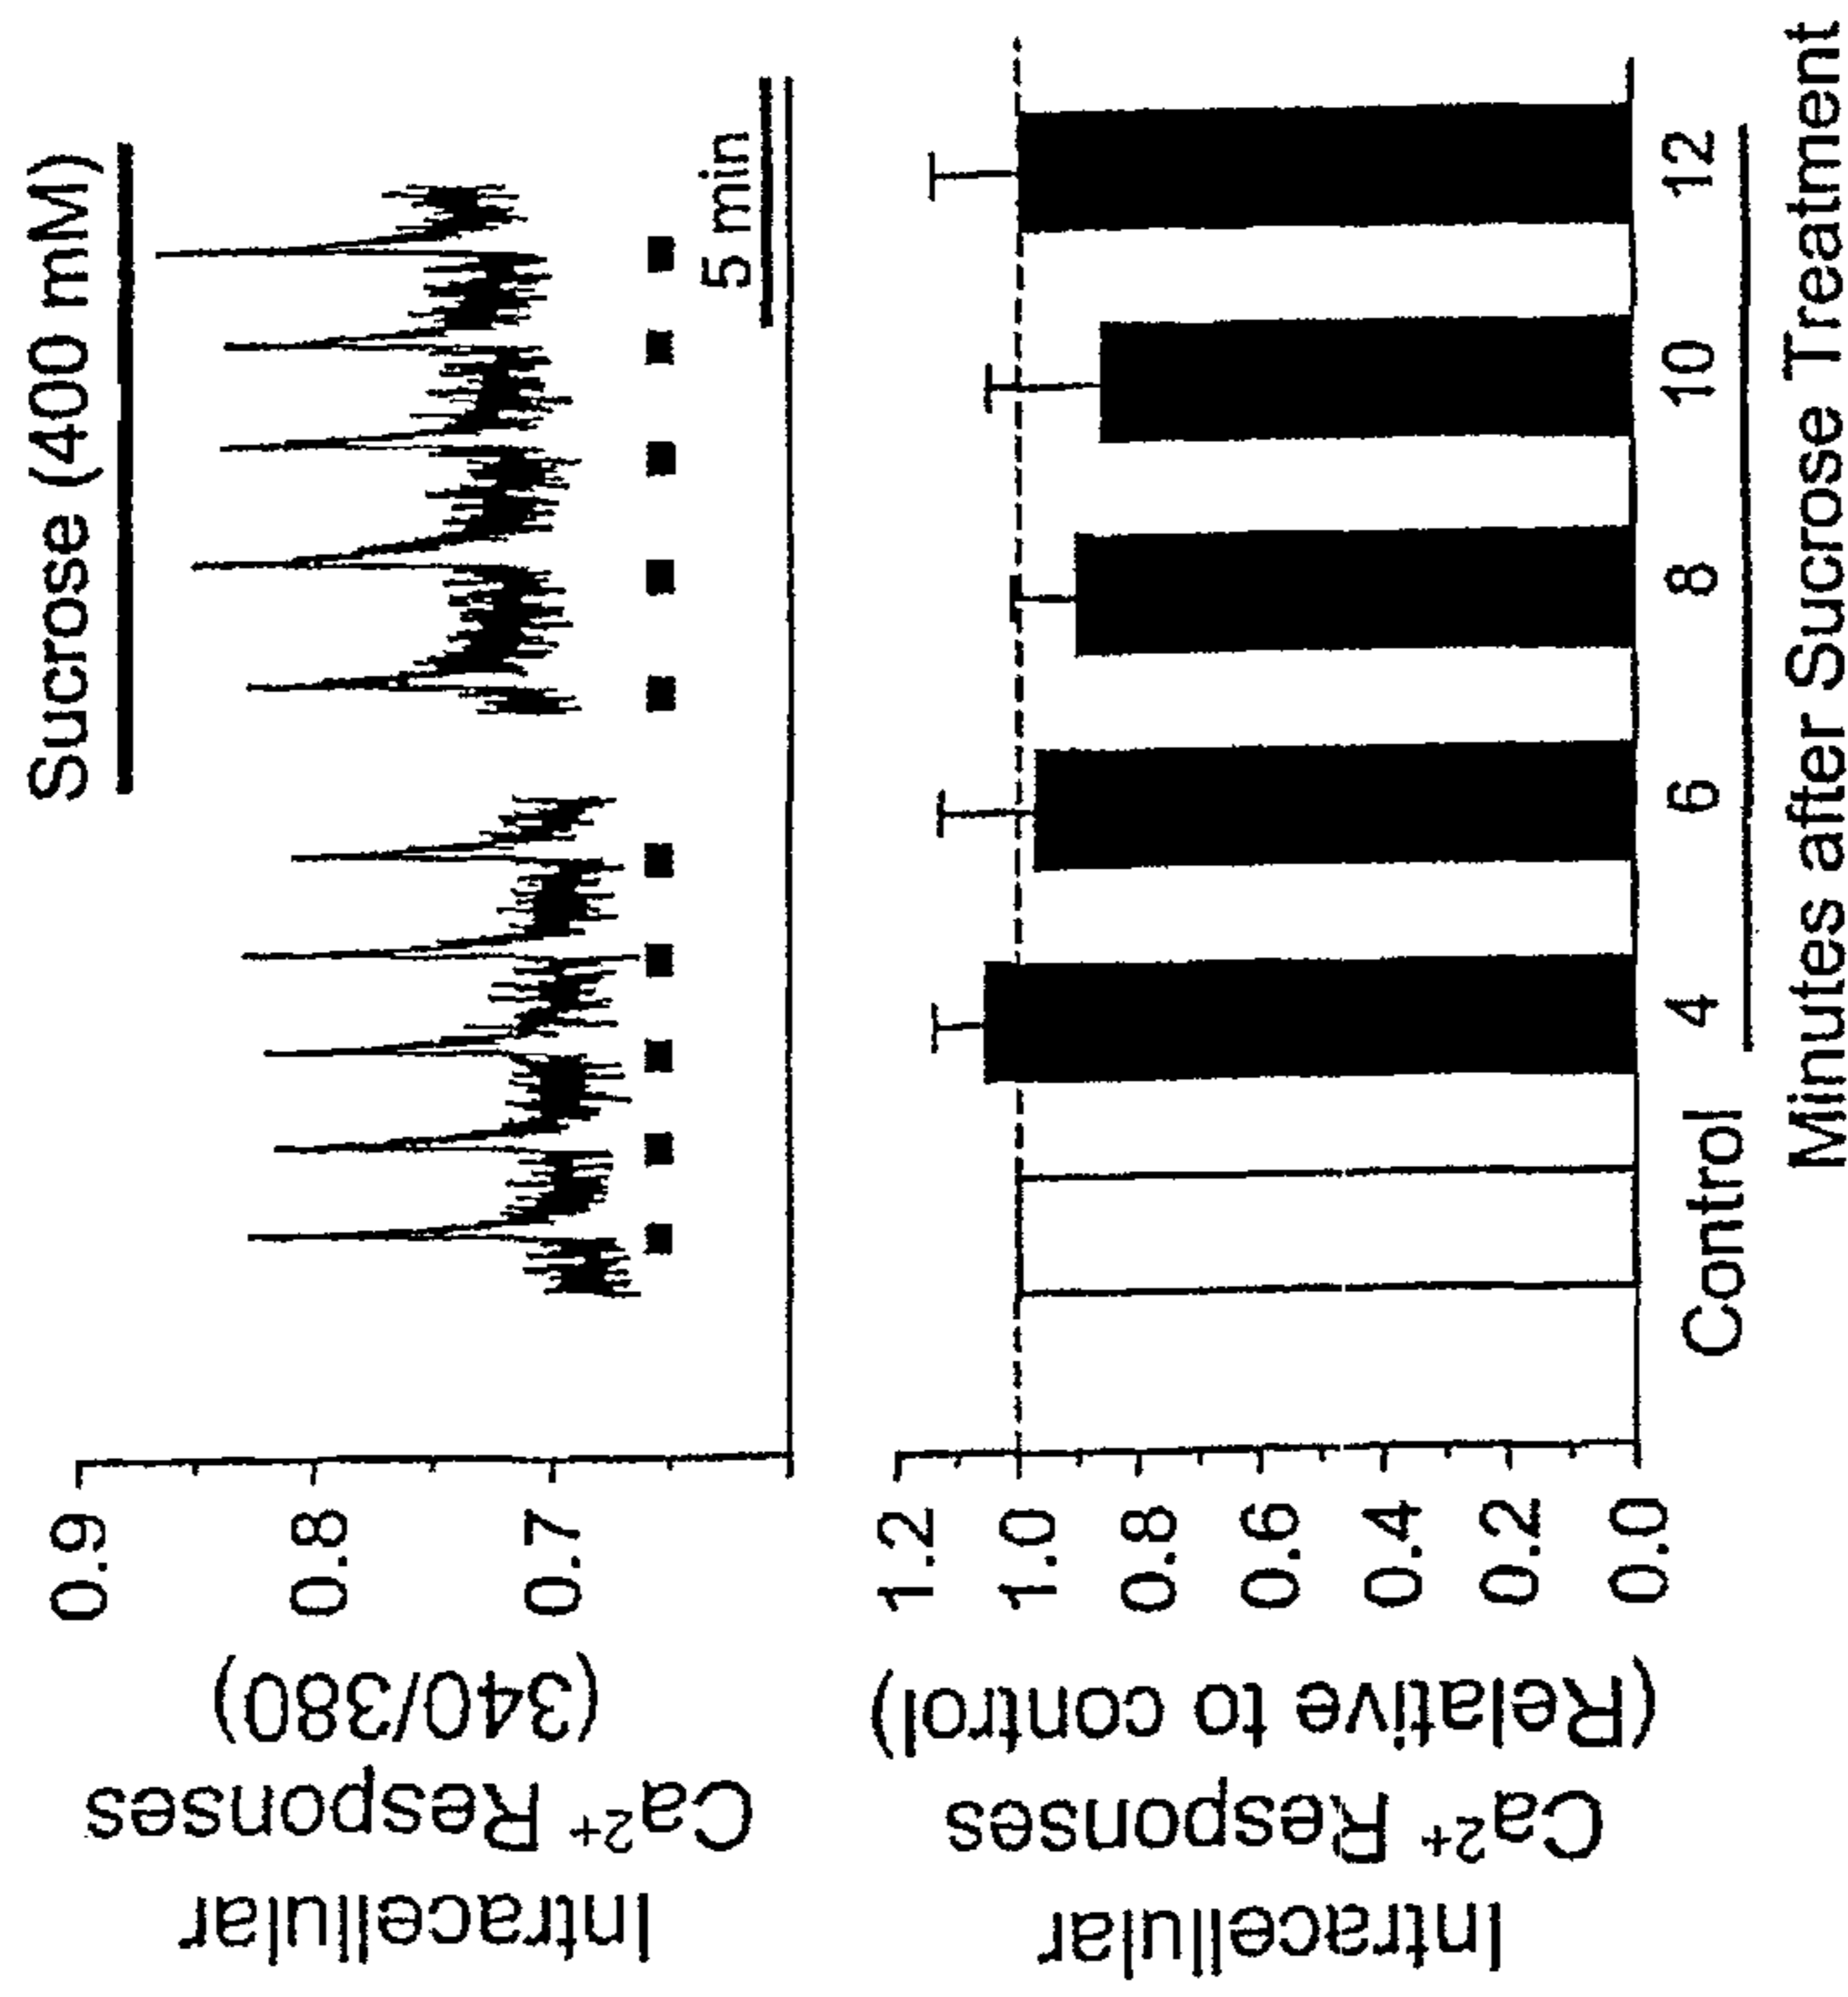 Sucrose (400 mM)
Intracellular
Ca²⁺ Responses
(340/380)
0.9
0.8
0.7
5 min
Intracellular
Ca²⁺ Responses
(Relative to control)
1.2
1.0
0.8
0.6
0.4
0.2
0.0
Control 4 6 8 10 12
Minutes after Sucrose Treatment